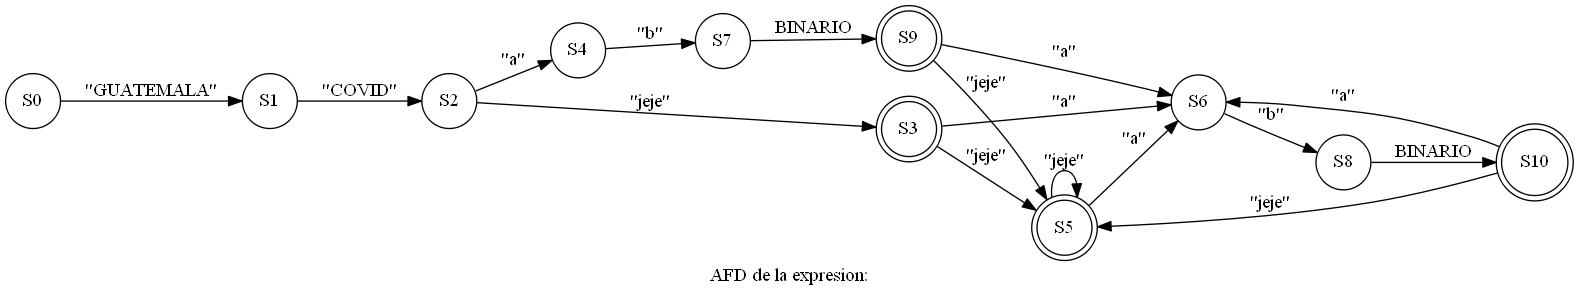 S0
"GUATEMALA"
S1
"COVID"
S2
"a"
S4
"b"
S7
BINARIO
S9
"jeje"
S3
"a"
"jeje"
"a"
"jeje"
"jeje"
S5
"a"
S6
"b"
S8
BINARIO
S10
"a"
"jeje"
AFD de la expresion: